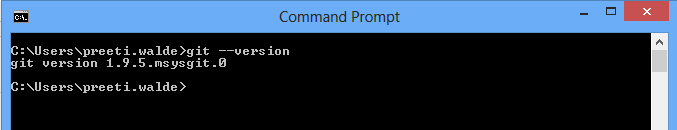 Command Prompt
C:\Users\preeti.walde>git --version
git version 1.9.5.msysgit.0
C:\Users\preeti.walde>